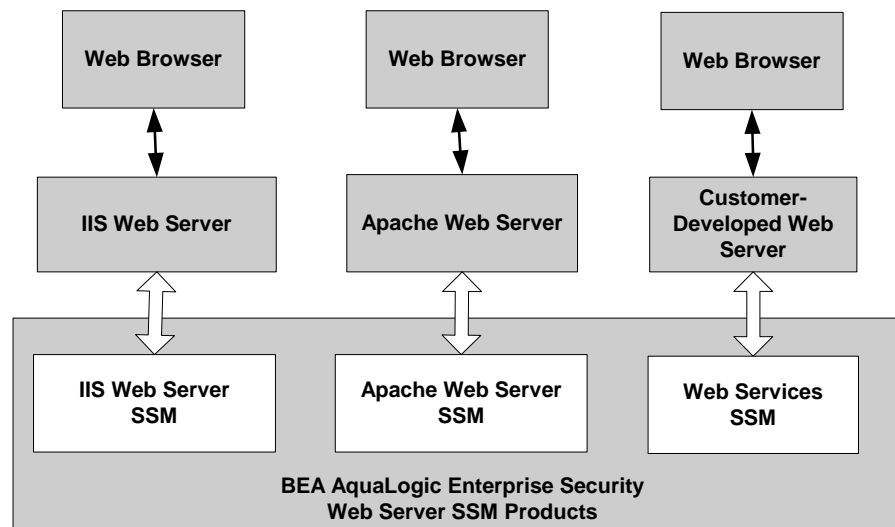 Web Browser
Web Browser
Web Browser
IIS Web Server
Apache Web Server
Customer-
Developed Web
Server
IIS Web Server
SSM
Apache Web Server
SSM
Web Services
SSM
BEA AquaLogic Enterprise Security
Web Server SSM Products